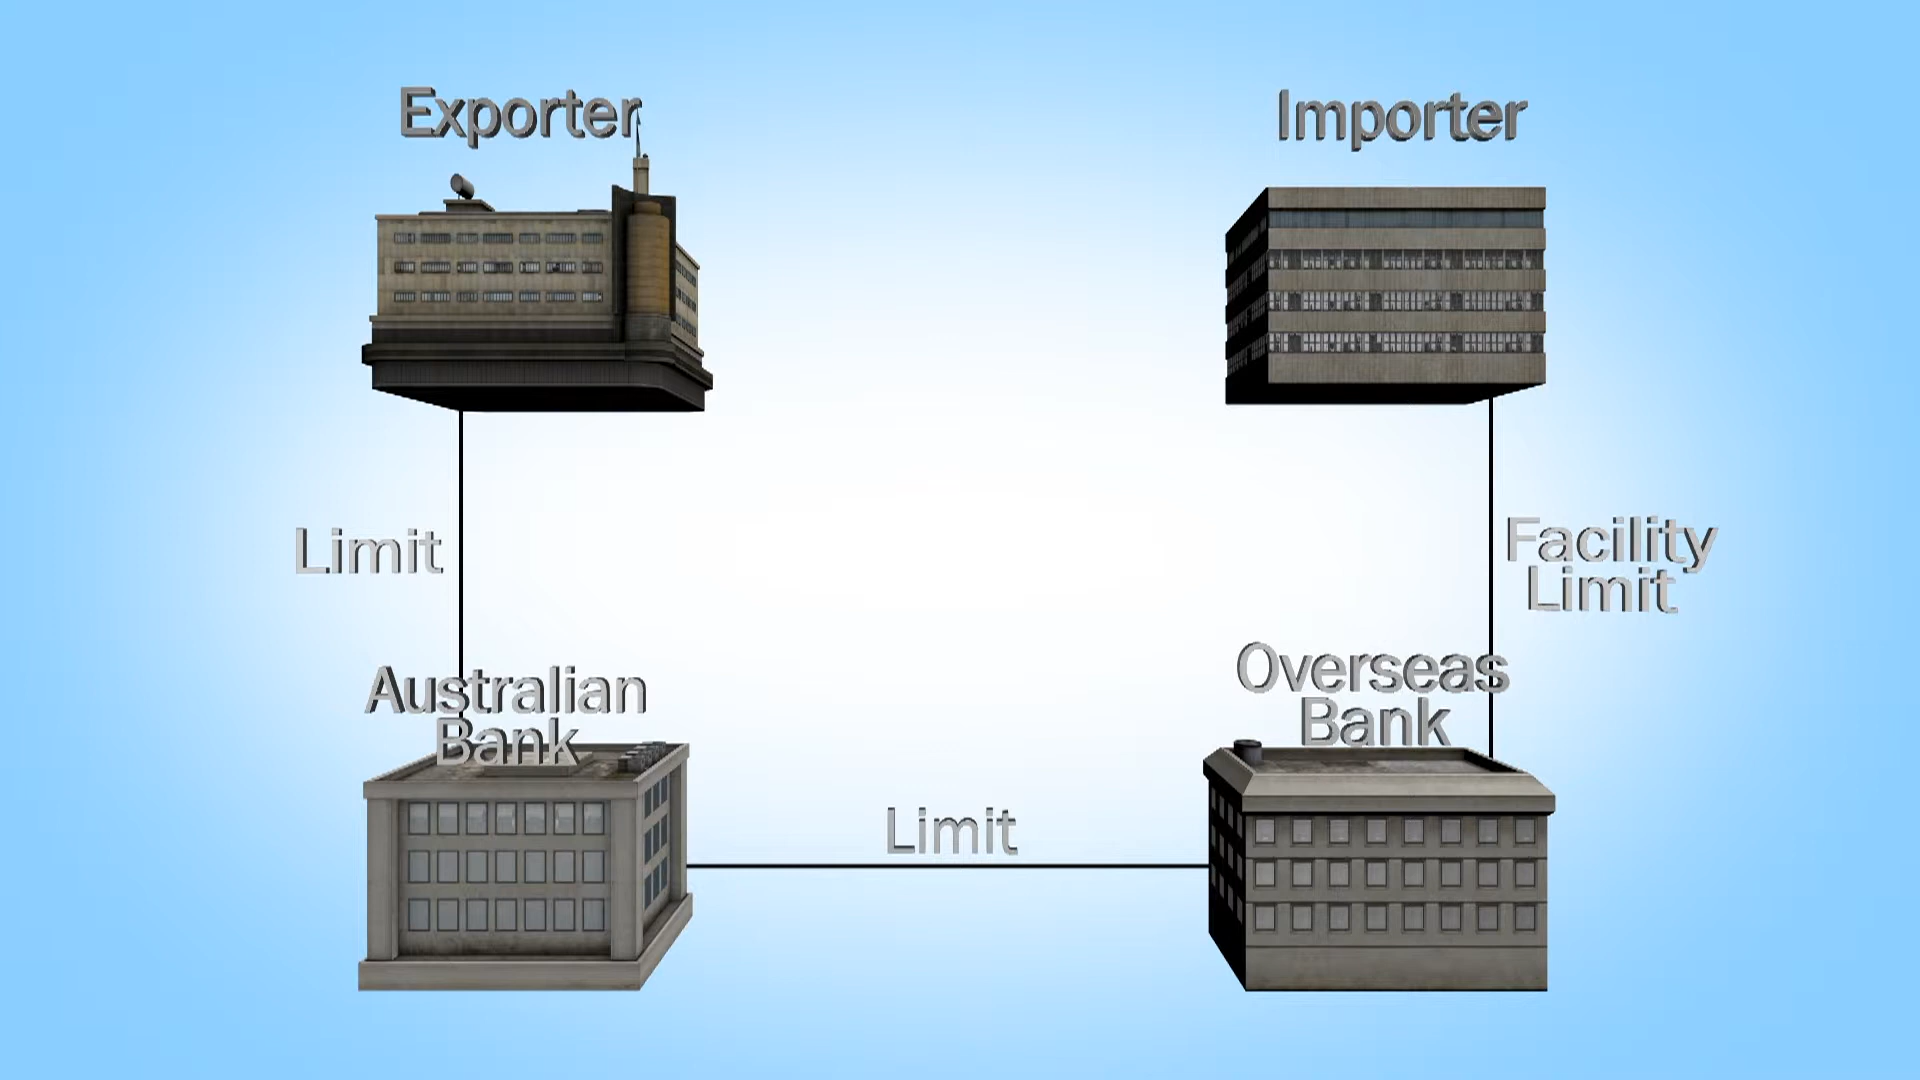 Exporter
Importer
Limit
Facility
Limit
Australian
Bank
Overseas
Bank
Limit